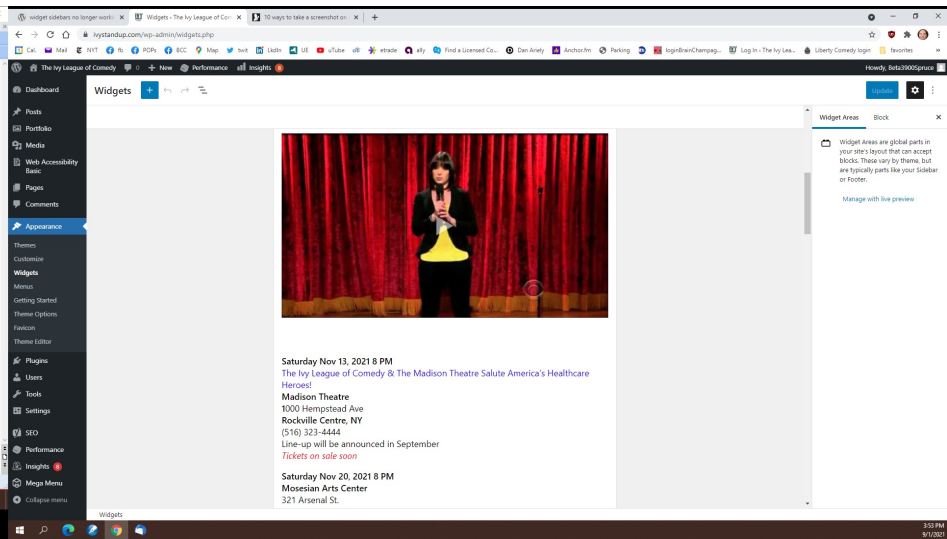 widget sidebars no longer worki
Widgets ‹ The Ivy League of Con
10 ways to take a screenshot on
ivystandup.com/wp-admin/widgets.php
Cal. Mail NYT fb POPs BCC Map twit LkdIn UE uTube etrade ally Find a Licensed Co... Dan Ariely Anchor.fm Parking loginBrainChampag... Log In ‹ The Ivy Lea... Liberty Comedy login favorites
The Ivy League of Comedy 0 + New Performance Insights 8 Howdy, Beta3900Spruce
Dashboard
Posts
Portfolio
Media
Web Accessibility
Basic
Pages
Comments
Appearance
Themes
Customize
Widgets
Menus
Getting Started
Theme Options
Favicon
Theme Editor
Plugins
Users
Tools
Settings
SEO
Performance
Insights 8
Mega Menu
Collapse menu
Widgets
Update
Saturday Nov 13, 2021 8 PM
The Ivy League of Comedy & The Madison Theatre Salute America's Healthcare
Heroes!
Madison Theatre
1000 Hempstead Ave
Rockville Centre, NY
(516) 323-4444
Line-up will be announced in September
Tickets on sale soon
Saturday Nov 20, 2021 8 PM
Mosesian Arts Center
321 Arsenal St.
Widget Areas Block
Widget Areas are global parts in
your site's layout that can accept
blocks. These vary by theme, but
are typically parts like your Sidebar
or Footer.
Manage with live preview
Widgets
3:53 PM
9/1/2021